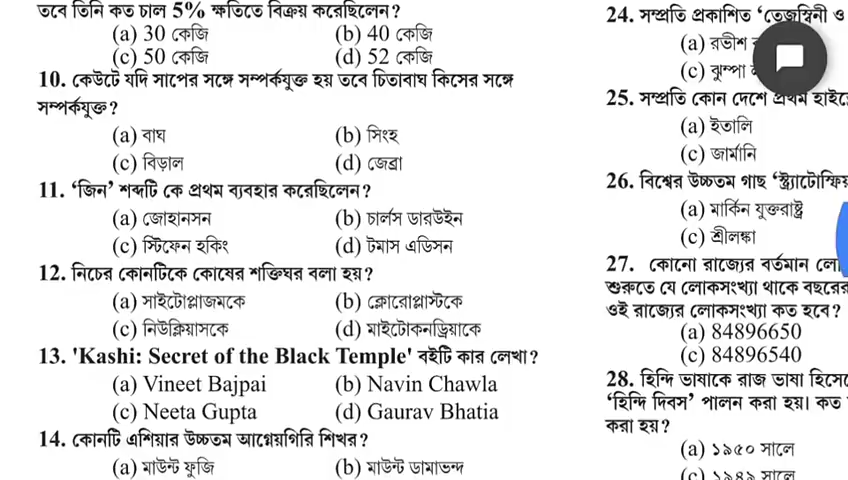 তবে তিনি কত চাল 5% ক্ষতিতে বিক্রয় করেছিলেন?
(a) 30 কেজি (b) 40 কেজি
(c) 50 কেজি (d) 52 কেজি
10. কেউটে যদি সাপের সঙ্গে সম্পর্কযুক্ত হয় তবে চিতাবাঘ কিসের সঙ্গে
সম্পর্কযুক্ত?
(a) বাঘ (b) সিংহ
(c) বিড়াল (d) জেব্রা
11. ‘জিন’ শব্দটি কে প্রথম ব্যবহার করেছিলেন?
(a) জোহানসন (b) চার্লস ডারউইন
(c) স্টিফেন হকিং (d) টমাস এডিসন
12. নিচের কোনটিকে কোষের শক্তিঘর বলা হয়?
(a) সাইটোপ্লাজমকে (b) ক্লোরোপ্লাস্টকে
(c) নিউক্লিয়াসকে (d) মাইটোকনড্রিয়াকে
13. 'Kashi: Secret of the Black Temple' বইটি কার লেখা?
(a) Vineet Bajpai (b) Navin Chawla
(c) Neeta Gupta (d) Gaurav Bhatia
14. কোনটি এশিয়ার উচ্চতম আগ্নেয়গিরি শিখর?
(a) মাউন্ট ফুজি (b) মাউন্ট ডামাভন্দ
24. সম্প্রতি প্রকাশিত ‘তেজস্বিনী ও
(a) রভীশ
(c) ঝুম্পা
25. সম্প্রতি কোন দেশে প্রথম
(a) ইতালি
(c) জার্মানি
26. বিশ্বের উচ্চতম গাছ
(a) মার্কিন যুক্তরাষ্ট্র
(c) শ্রীলঙ্কা
27. কোনো রাজ্যের বর্তমান
শুরুতে যে লোকসংখ্যা থাকে বছরের
ওই রাজ্যের লোকসংখ্যা কত হবে?
(a) 84896650
(c) 84896540
28. হিন্দি ভাষাকে রাজ ভাষা হিসে
‘হিন্দি দিবস’ পালন করা হয়। কত
করা হয়?
(a) ১৯৫০ সালে
(c) ১৯৪৯ সালে